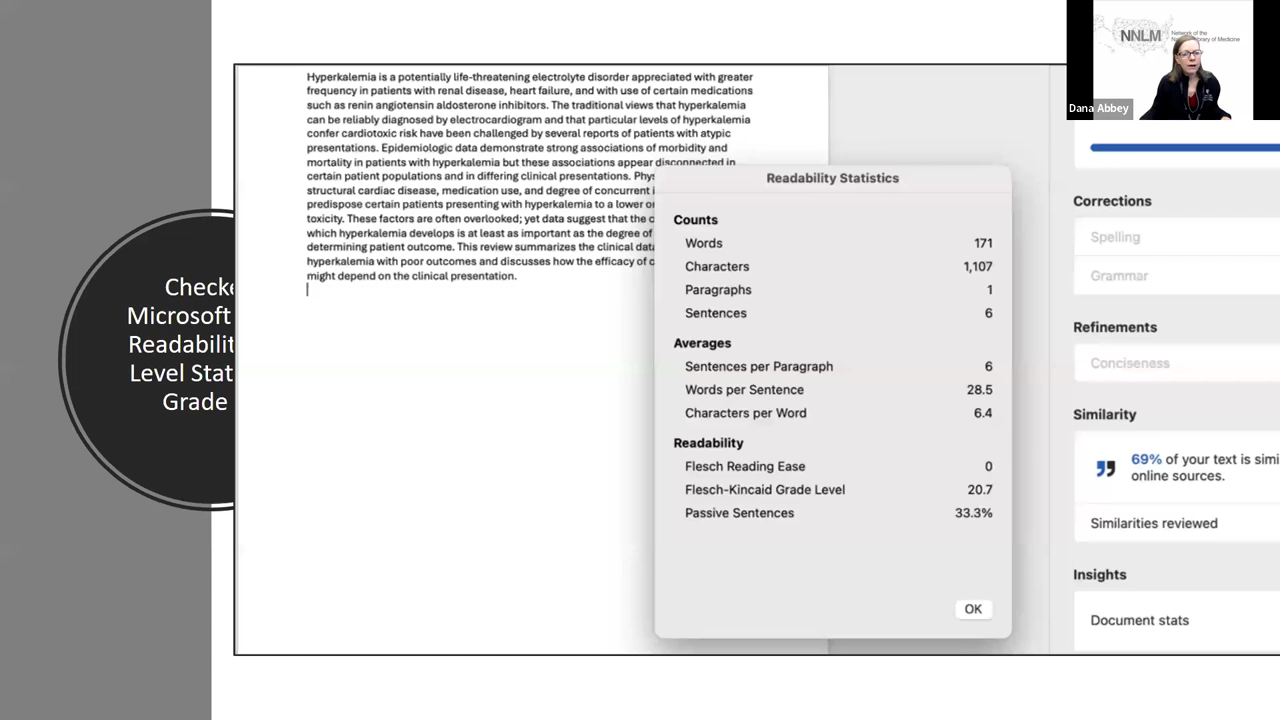 Checke
Microsoft
Readabilit
Level Stat
Grade
Hyperkalemia is a potentially life-threatening electrolyte disorder appreciated with greater
frequency in patients with renal disease, heart failure, and with use of certain medications
such as renin angiotensin aldosterone inhibitors. The traditional views that hyperkalemia
can be reliably diagnosed by electrocardiogram and that particular levels of hyperkalemia
confer cardiotoxic risk have been challenged by several reports of patients with atypic
presentations. Epidemiologic data demonstrate strong associations of morbidity and
mortality in patients with hyperkalemia but these associations appear disconnected in
certain patient populations and in differing clinical presentations. Phys
structural cardiac disease, medication use, and degree of concurrent i
predispose certain patients presenting with hyperkalemia to a lower or
toxicity. These factors are often overlooked; yet data suggest that the c
which hyperkalemia develops is at least as important as the degree of
determining patient outcome. This review summarizes the clinical data
hyperkalemia with poor outcomes and discusses how the efficacy of c
might depend on the clinical presentation.
Readability Statistics
Counts
Words 171
Characters 1,107
Paragraphs 1
Sentences 6
Averages
Sentences per Paragraph 6
Words per Sentence 28.5
Characters per Word 6.4
Readability
Flesch Reading Ease 0
Flesch-Kincaid Grade Level 20.7
Passive Sentences 33.3%
OK
NNLM
Network of the
Library of Medicine
Dana Abbey
Corrections
Spelling
Grammar
Refinements
Conciseness
Similarity
69% of your text is simi
online sources.
Similarities reviewed
Insights
Document stats